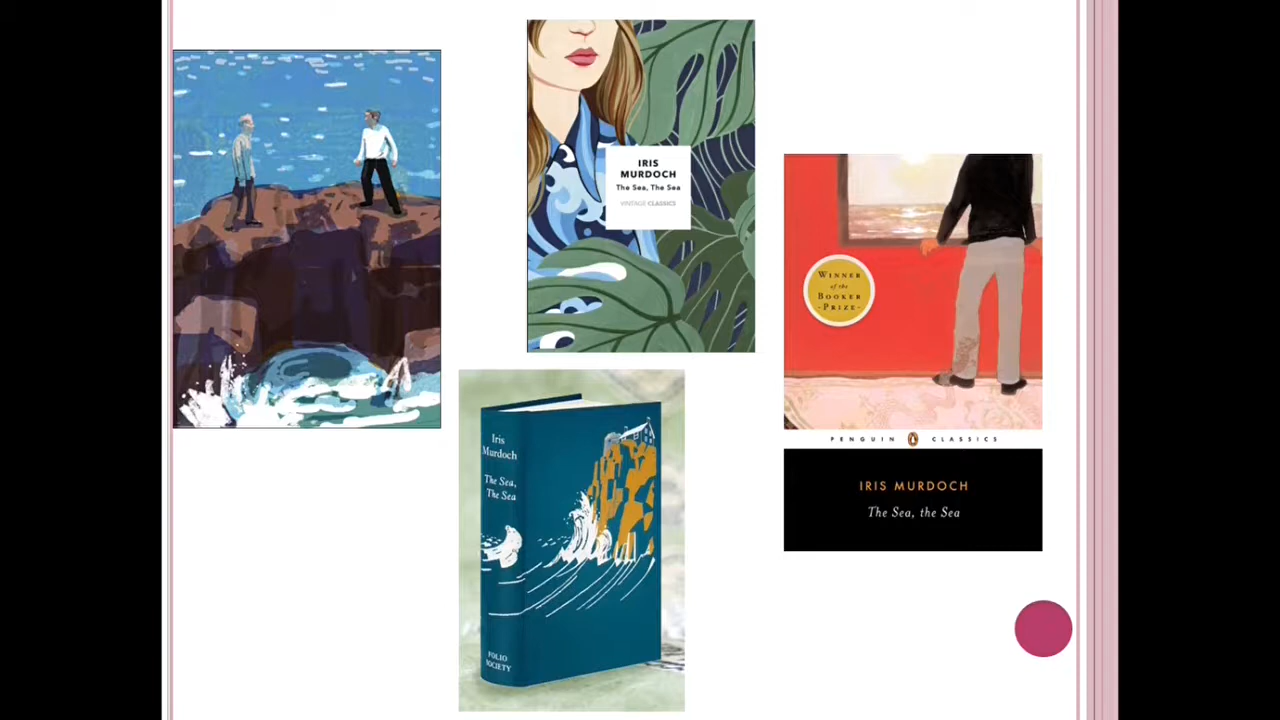 IRIS
MURDOCH
The Sea, The Sea
VINTAGE CLASSICS
WINNER
of the
BOOKER
-PRIZE-
PENGUIN CLASSICS
IRIS MURDOCH
The Sea, the Sea
Iris
Murdoch
The Sea,
The Sea
FOLIO
SOCIETY